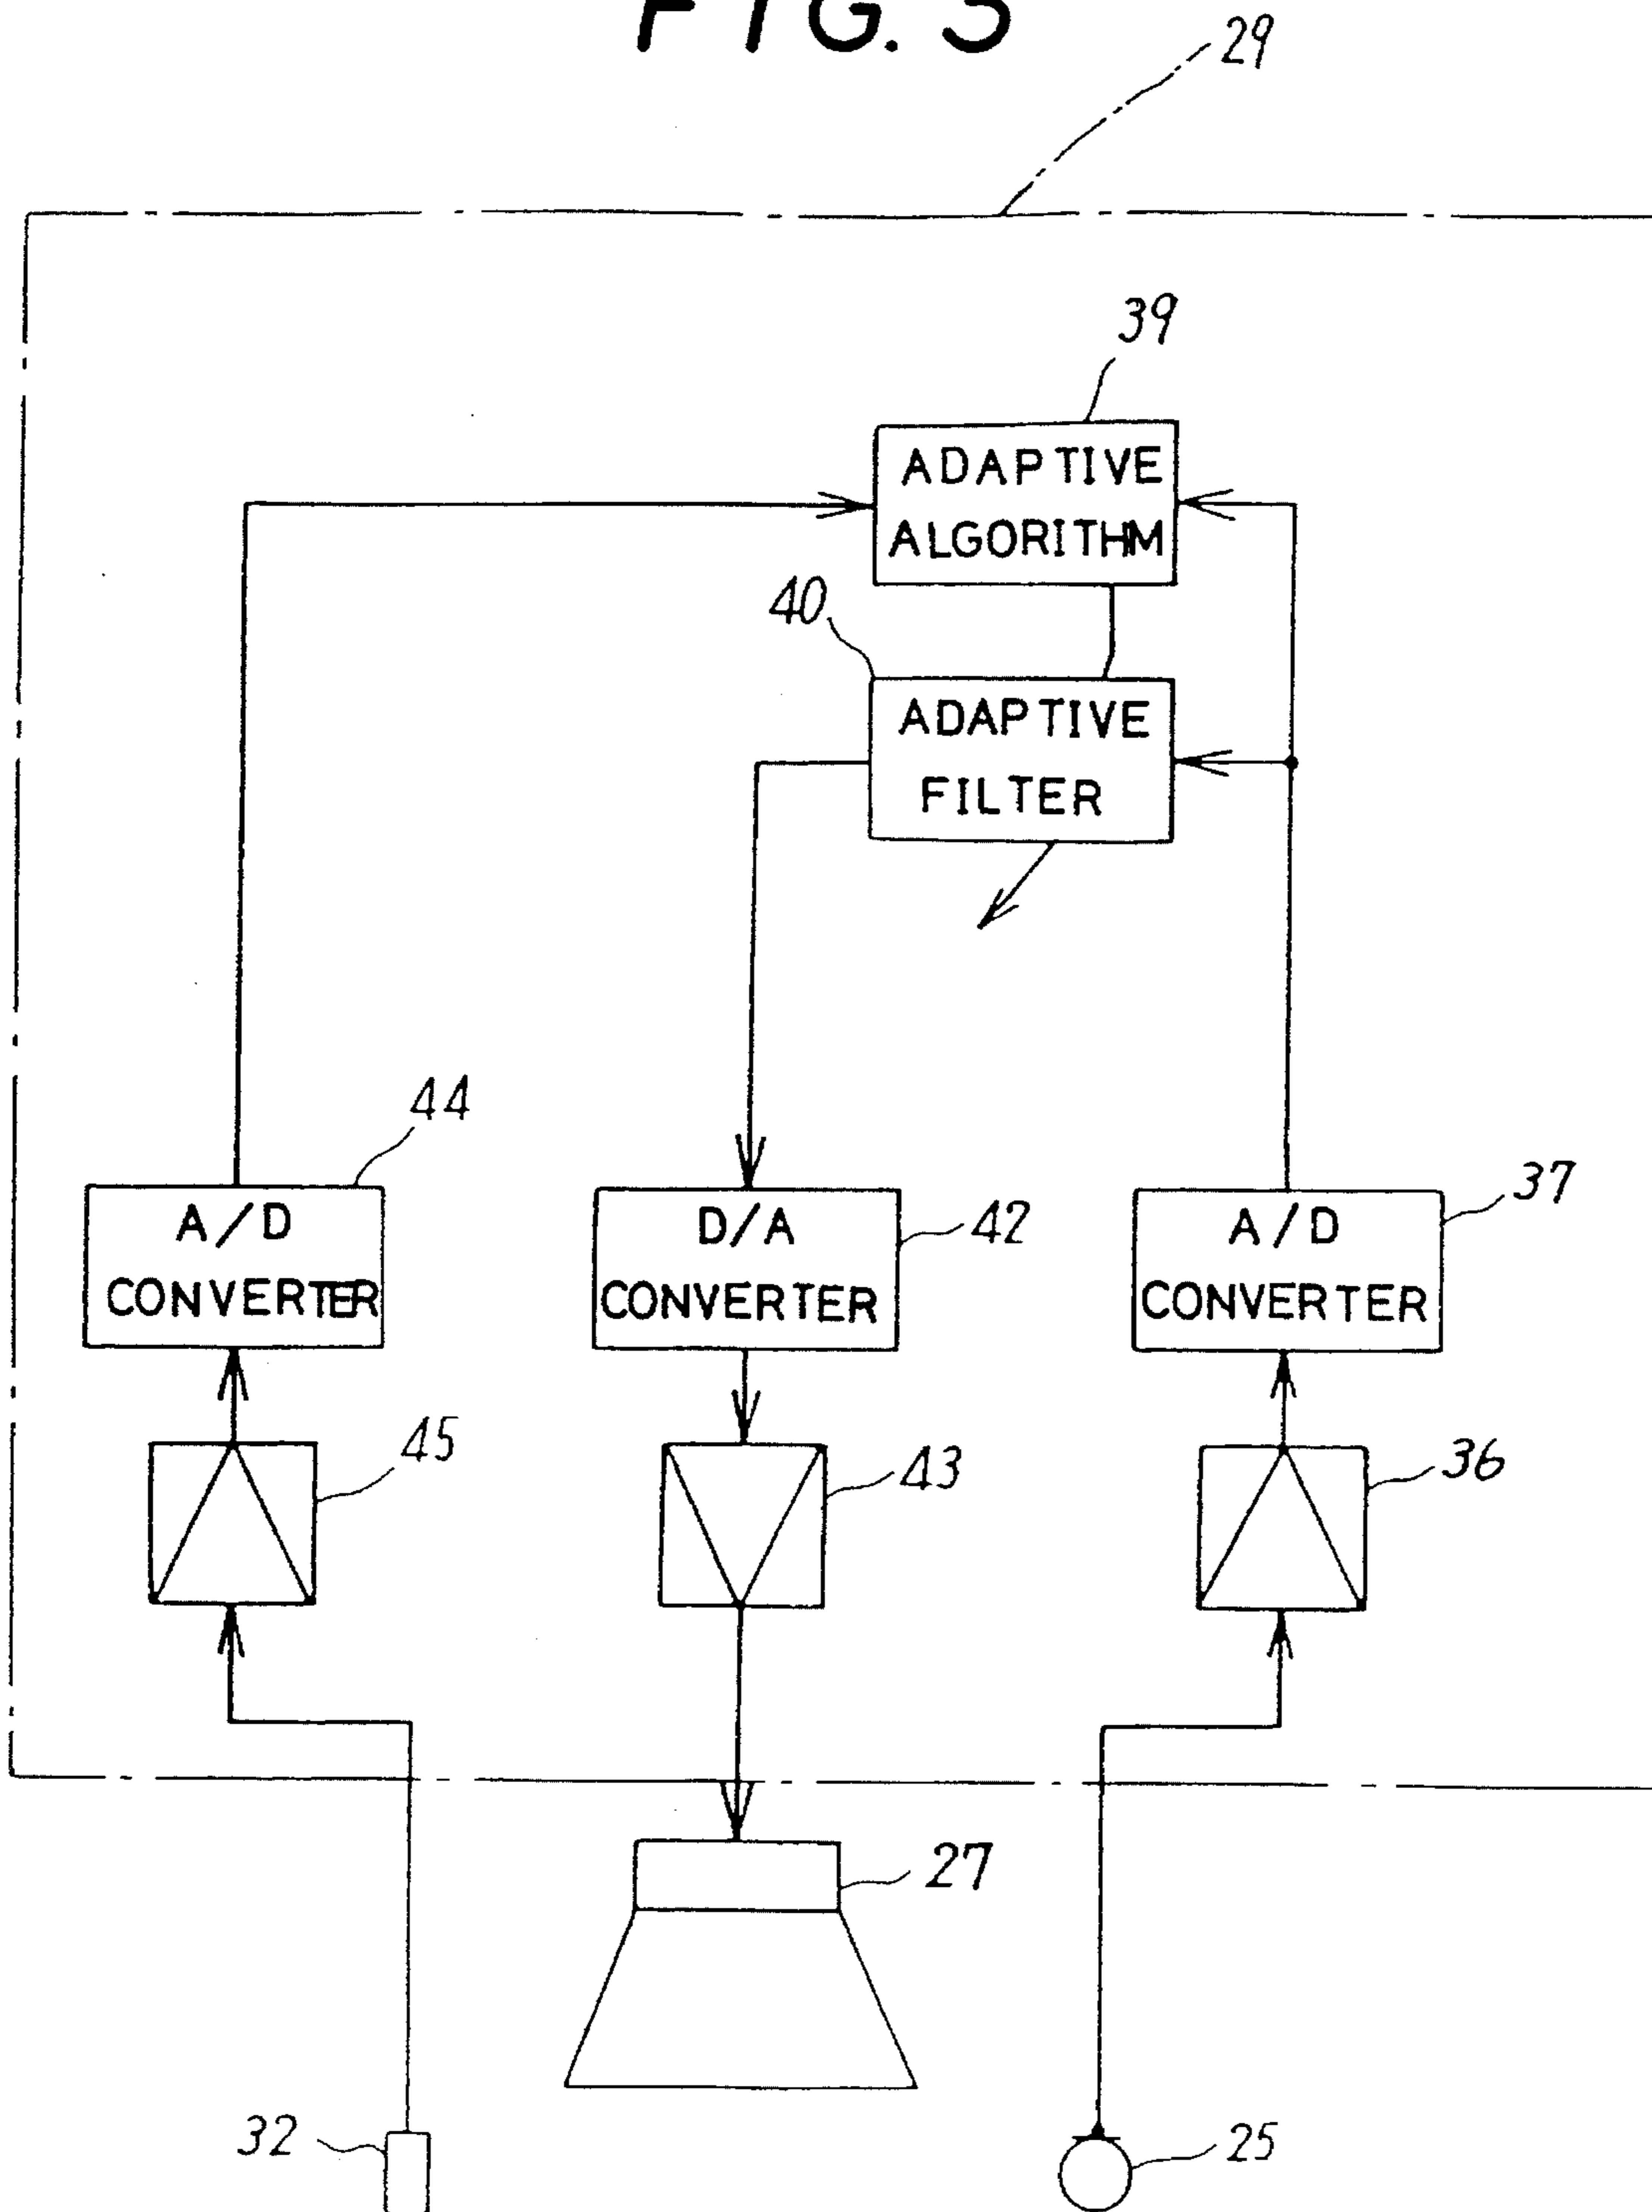 FIG. 3
29
39
ADAPTIVE
ALGORITHM
40
ADAPTIVE
FILTER
44
37
A/D
CONVERTER
D/A
CONVERTER
42
A/D
CONVERTER
45
43
36
27
32
25